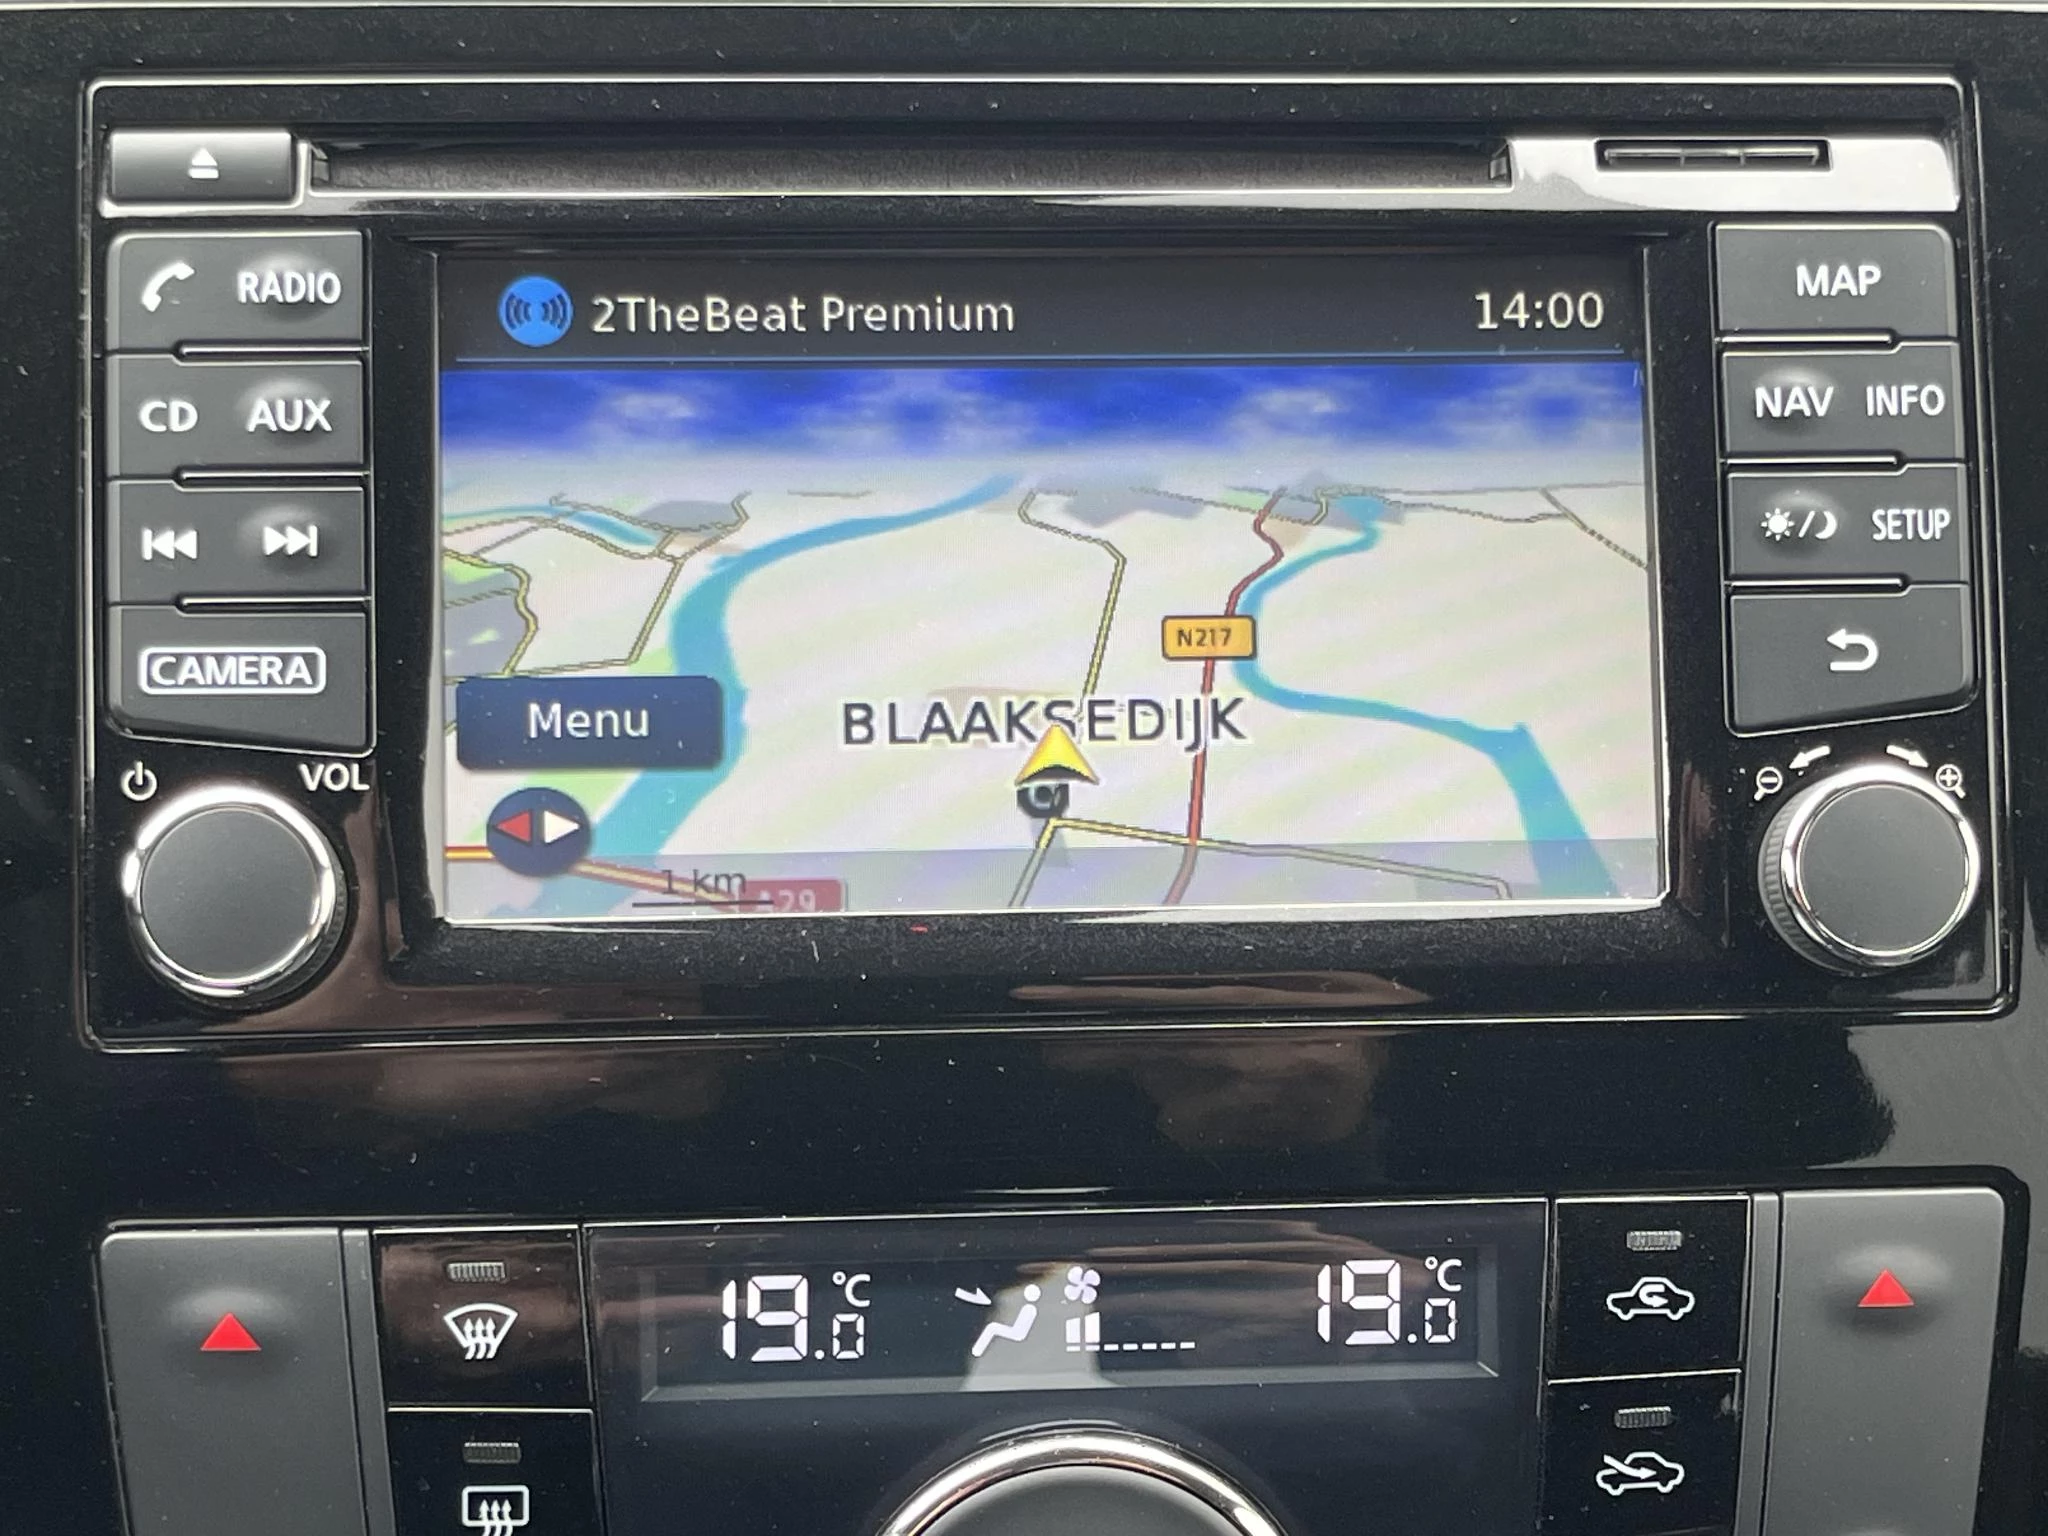 RADIO
CD AUX
CAMERA
VOL
2TheBeat Premium 14:00
N217
BLAAKSEDIJK
Menu
1 km
A29
MAP
NAV INFO
SETUP
19.0 °C
19.0 °C